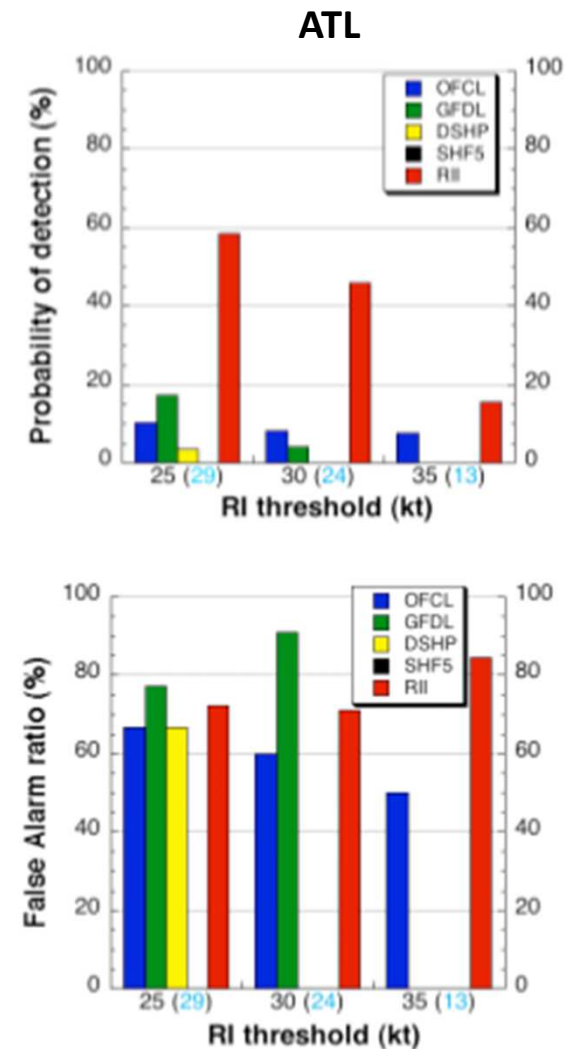 ATL
Probability of detection (%)
100 100
80 80
60 60
40 40
20 20
0 0
OFCL
GFDL
DSHP
SHF5
RII
25 (29) 30 (24) 35 (13)
RI threshold (kt)
False Alarm ratio (%)
100 100
80 80
60 60
40 40
20 20
0 0
OFCL
GFDL
DSHP
SHF5
RII
25 (29) 30 (24) 35 (13)
RI threshold (kt)